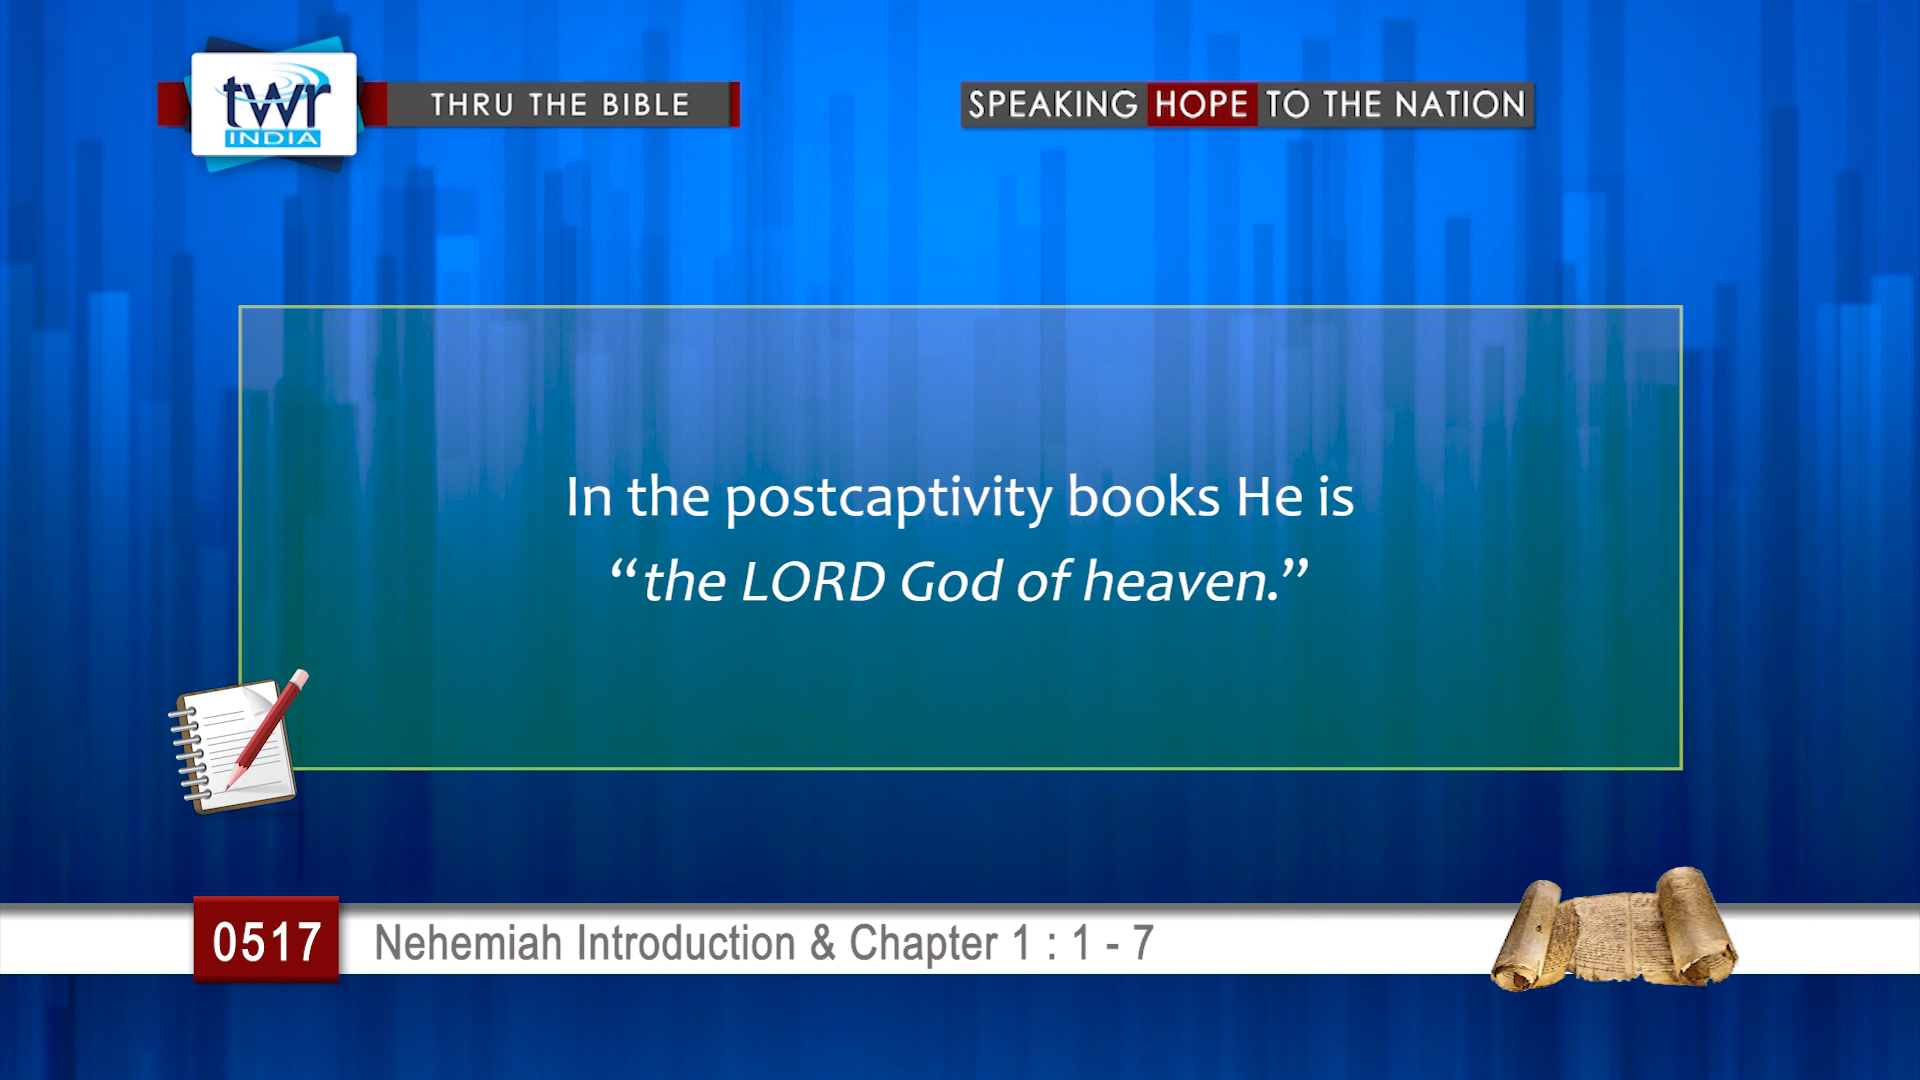 twr
INDIA
THRU THE BIBLE
SPEAKING HOPE TO THE NATION
In the postcaptivity books He is
“the LORD God of heaven.”
0517
Nehemiah Introduction & Chapter 1 : 1 - 7